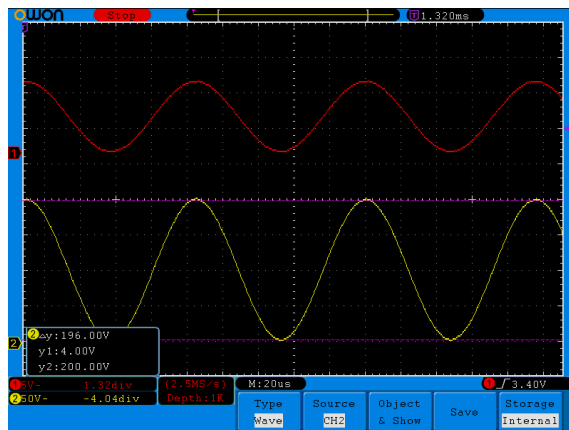 OWON Stop T 1.320ms
1
2
2 △y:196.00V
y1:4.00V
y2:200.00V
1 5V~ 1.32div (2.5MS/s) M:20us 1 3.40V
2 50V~ -4.04div Depth:1K
Type Source Object Save Storage
Wave CH2 & Show Internal